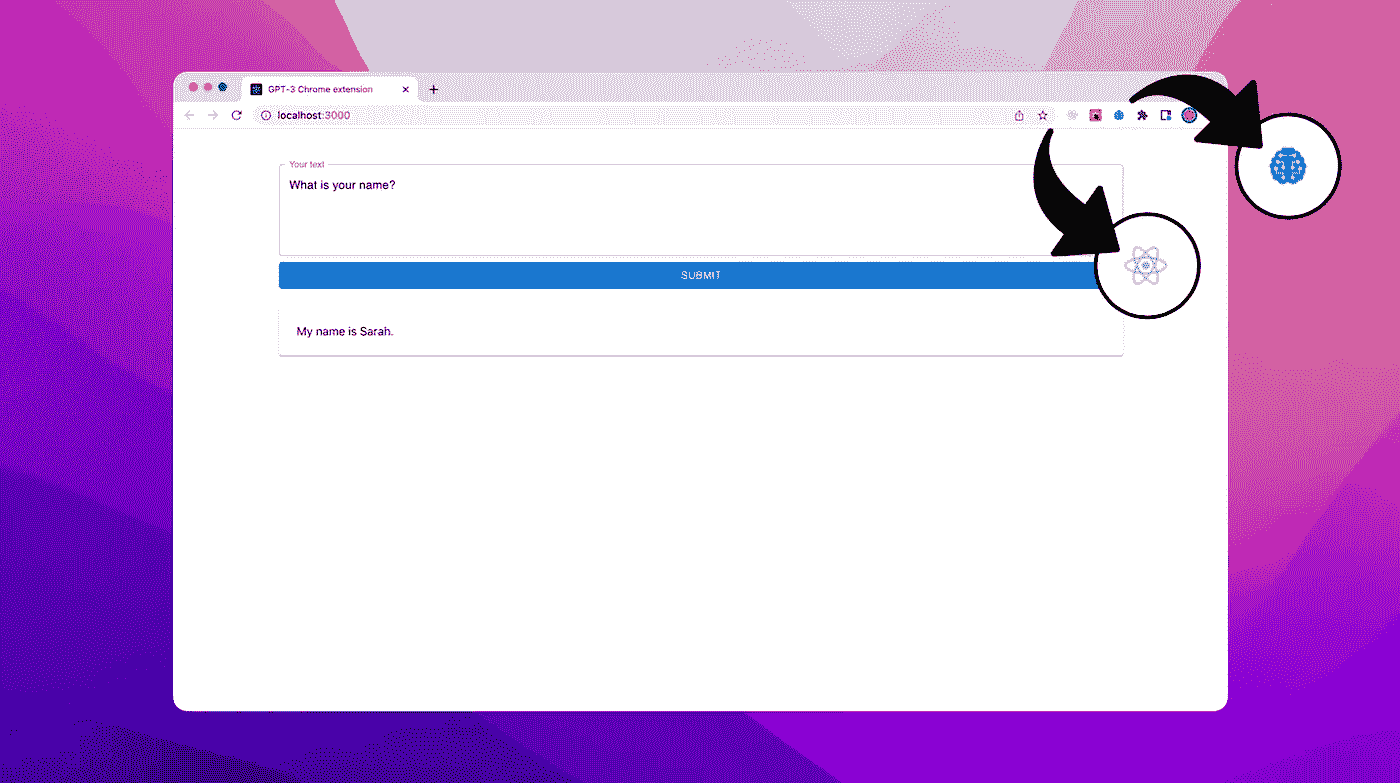 GPT-3 Chrome extension
localhost:3000
Your text
What is your name?
SUBMIT
My name is Sarah.